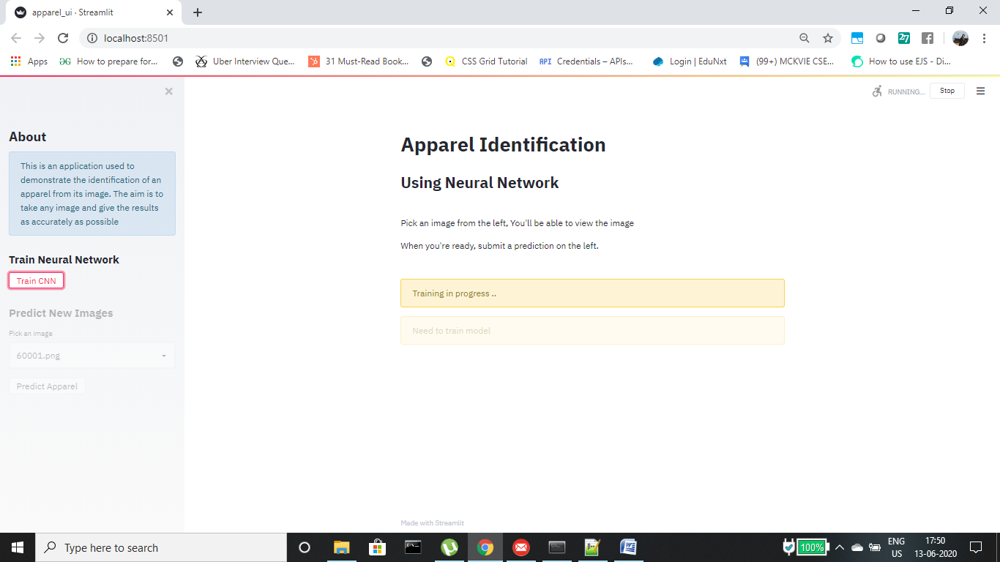 apparel_ui · Streamlit
localhost:8501
Apps How to prepare for... Uber Interview Que... 31 Must-Read Book... CSS Grid Tutorial API Credentials – APIs... Login | EduNxt (99+) MCKVIE CSE... How to use EJS - Di...
RUNNING... Stop
About
This is an application used to
demonstrate the identification of an
apparel from its image. The aim is to
take any image and give the results
as accurately as possible
Train Neural Network
Train CNN
Predict New Images
Pick an image
60001.png
Predict Apparel
Apparel Identification
Using Neural Network
Pick an image from the left, You'll be able to view the image
When you're ready, submit a prediction on the left.
Training in progress ..
Need to train model
Made with Streamlit
Type here to search
100%
ENG
US
17:50
13-06-2020